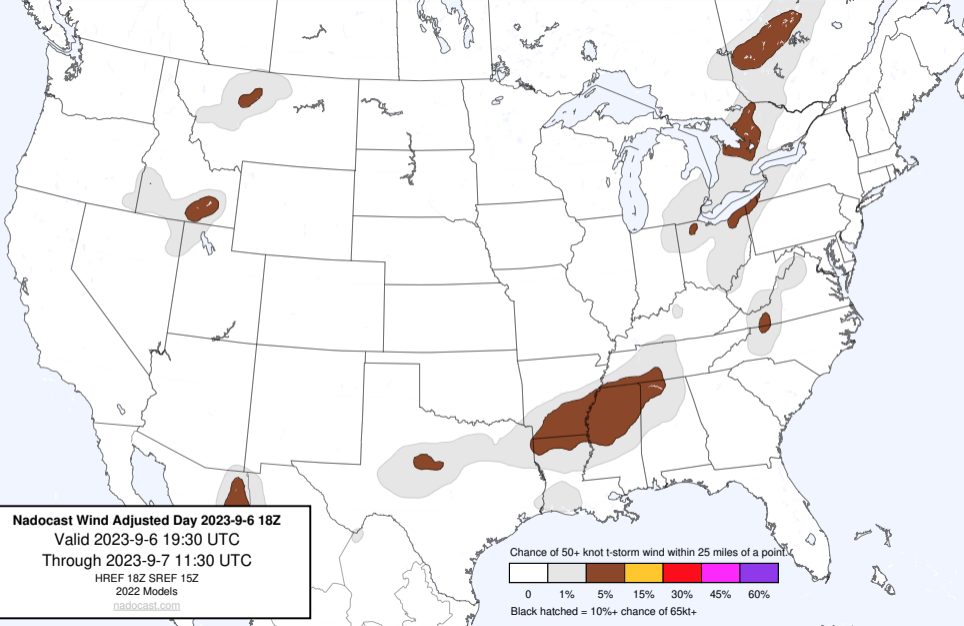 Nadocast Wind Adjusted Day 2023-9-6 18Z
Valid 2023-9-6 19:30 UTC
Through 2023-9-7 11:30 UTC
HREF 18Z SREF 15Z
2022 Models
nadocast.com
Chance of 50+ knot t-storm wind within 25 miles of a point.
0 1% 5% 15% 30% 45% 60%
Black hatched = 10%+ chance of 65kt+